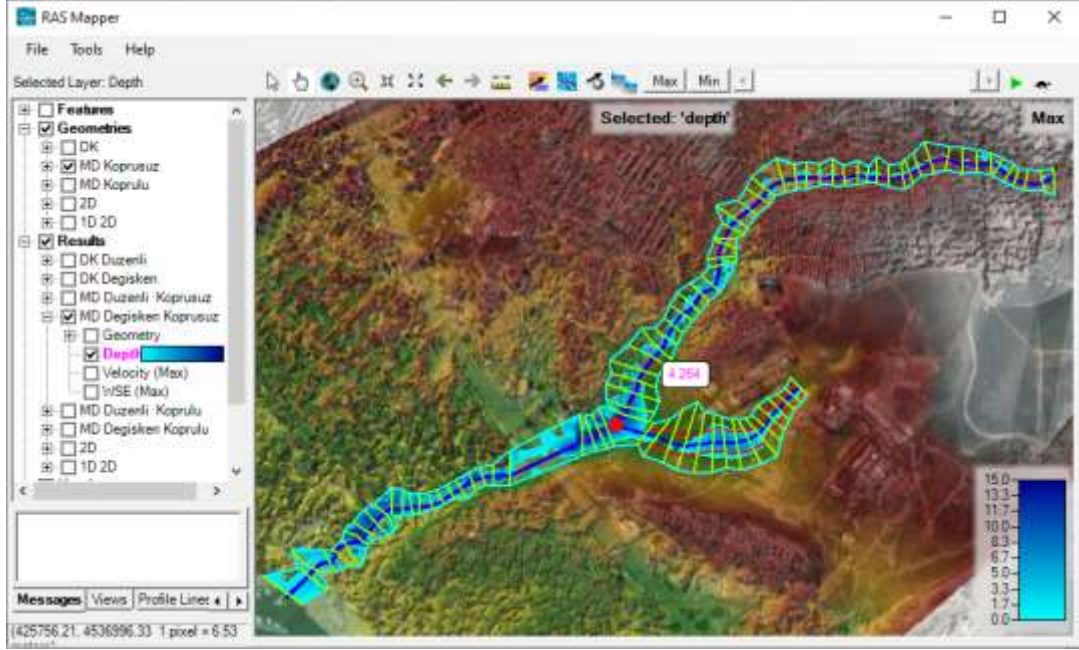 RAS Mapper
File Tools Help
Selected Layer: Depth
Max Min
Features
Geometries
DK
MD Koprusuz
MD Koprulu
2D
1D 2D
Results
DK Duzenli
DK Degisken
MD Duzenli Koprusuz
MD Degisken Koprusuz
Geometry
Depth
Velocity (Max)
WSE (Max)
MD Duzenli Koprulu
MD Degisken Koprulu
2D
1D 2D
Messages Views Profile Lines
(425756.21, 4536996.33 1 pixel = 6.53
Selected: 'depth'
Max
4.264
15.0
13.3
11.7
10.0
8.3
6.7
5.0
3.3
1.7
0.0